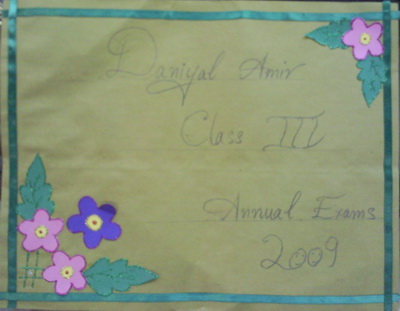 Daniyal Amir
Class III
Annual Exams
2009